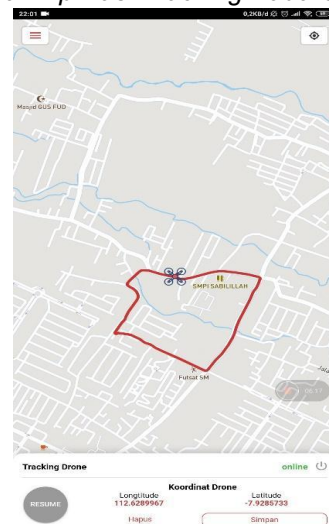 22:01
0,2KB/d
Masjid GUS FUD
SMPI SABILILLAH
Futsal SM
Tracking Drone
online
Koordinat Drone
Longtitude
Latitude
112.6289967
-7.9285733
RESUME
Hapus
Simpan